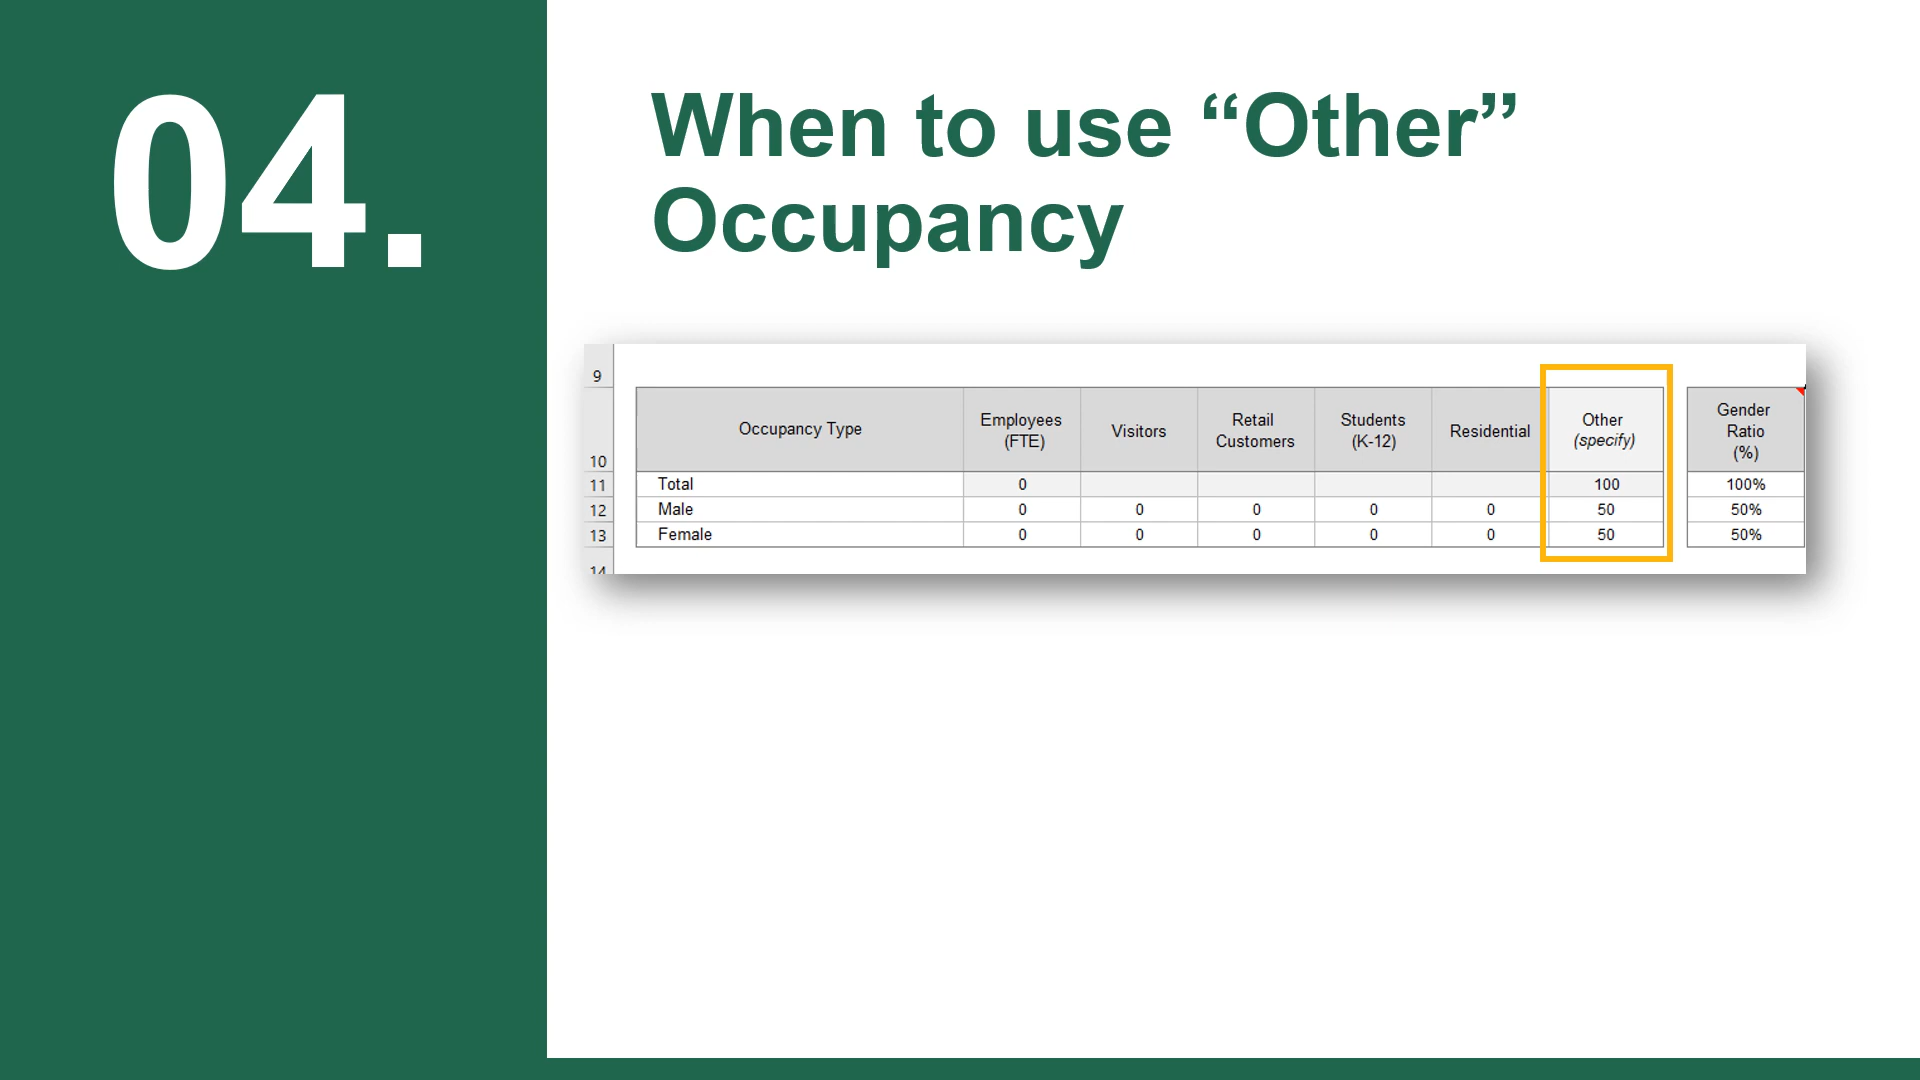 04.
When to use “Other”
Occupancy
9
10 Occupancy Type Employees (FTE) Visitors Retail Customers Students (K-12) Residential Other (specify) Gender Ratio (%)
11 Total 0 100 100%
12 Male 0 0 0 0 0 50 50%
13 Female 0 0 0 0 0 50 50%
14